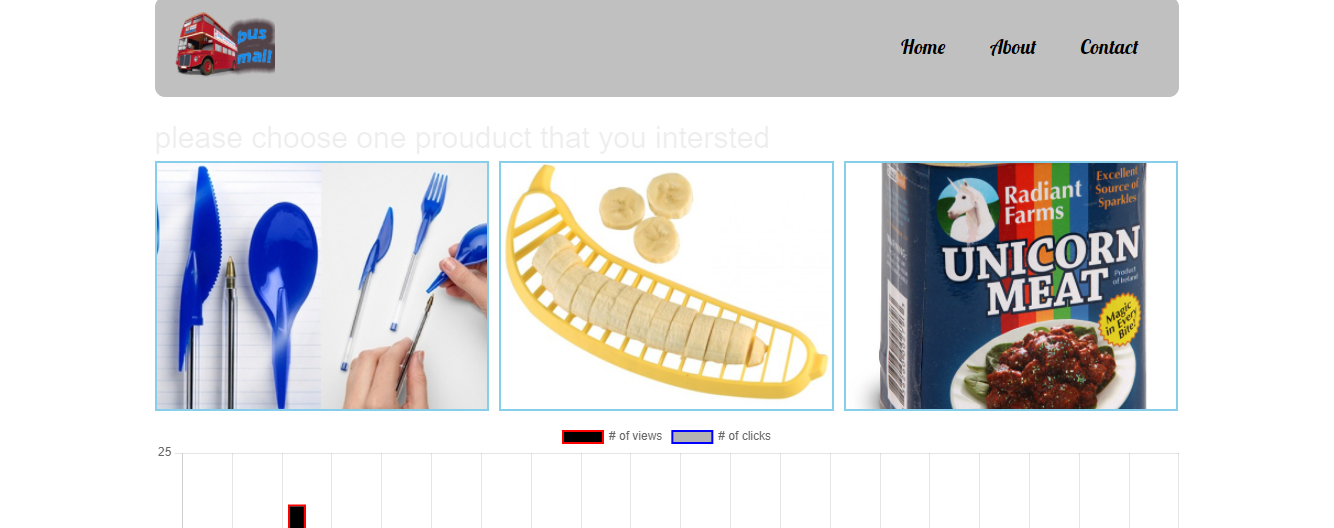 bus
mail
Home About Contact
please choose one prouduct that you intersted
Radiant
Farms
Excellent
Source of
Sparkles
UNICORN
MEAT
Product
of Ireland
Magic
in Every
Bite!
# of views # of clicks
25